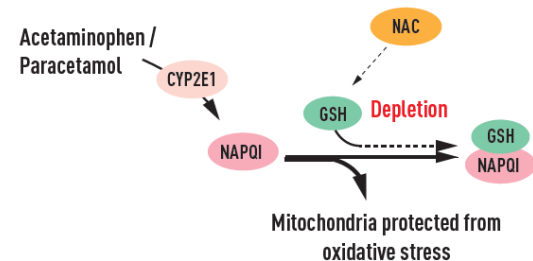 Acetaminophen /
Paracetamol
CYP2E1
NAC
GSH
Depletion
NAPQI
GSH
NAPQI
Mitochondria protected from
oxidative stress